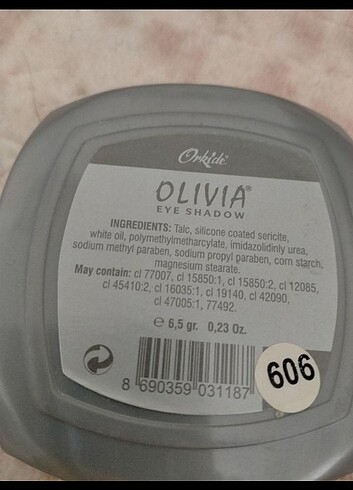 Orkide
OLIVIA®
EYE SHADOW
INGREDIENTS: Talc, silicone coated sericite,
white oil, polymethylmetharcylate, imidazolidinly urea,
sodium methyl paraben, sodium propyl paraben, corn starch,
magnesium stearate.
May contain: cl 77007, cl 15850:1, cl 15850:2, cl 12085,
cl 45410:2, cl 16035:1, cl 19140, cl 42090,
cl 47005:1, 77492.
℮ 6,5 gr. 0,23 Oz.
8 690359 031187
606